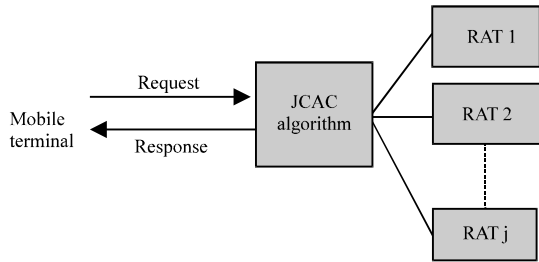 Request
Mobile
terminal
Response
JCAC
algorithm
RAT 1
RAT 2
RAT j